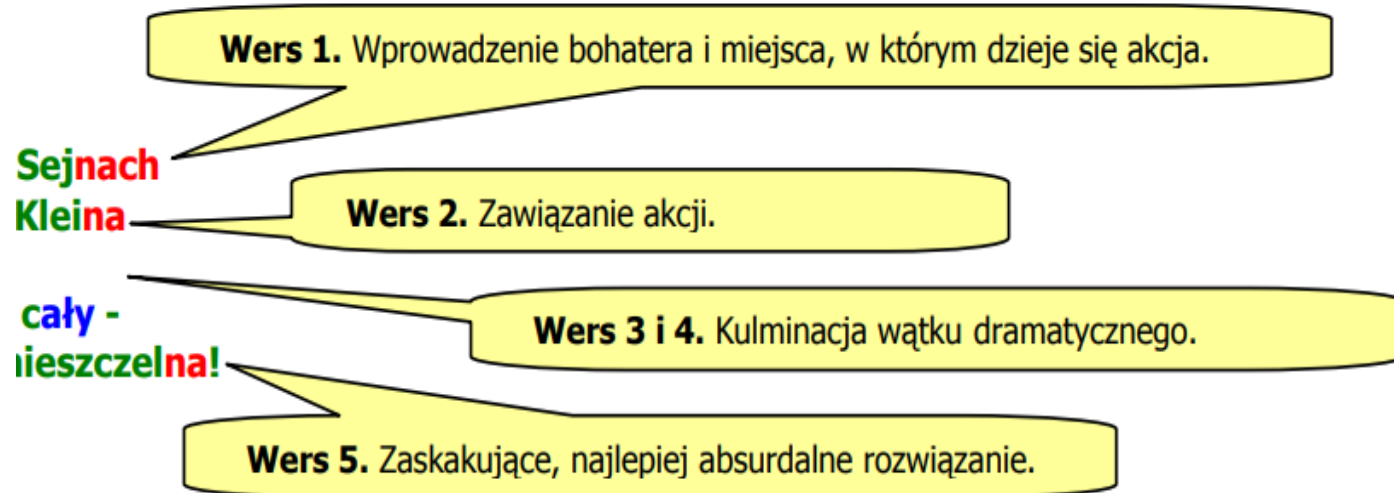 Wers 1. Wprowadzenie bohatera i miejsca, w którym dzieje się akcja.
Sejnach
Kleina
Wers 2. Zawiązanie akcji.
cały -
Wers 3 i 4. Kulminacja wątku dramatycznego.
nieszczelna!
Wers 5. Zaskakujące, najlepiej absurdalne rozwiązanie.